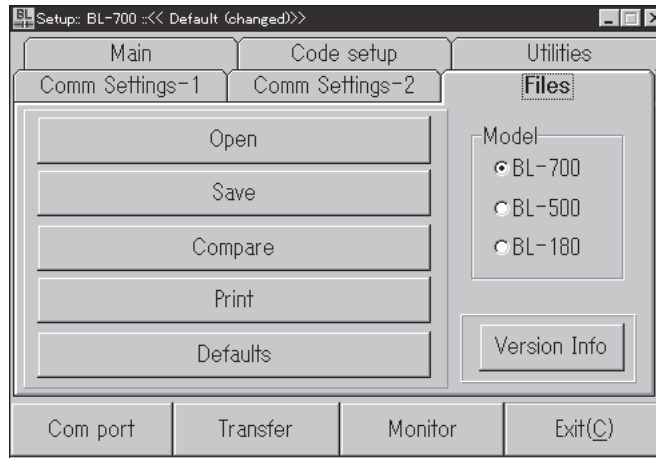 BL Setup:: BL-700 ::<< Default (changed)>>
Main Code setup Utilities
Comm Settings-1 Comm Settings-2 Files
Open
Save
Compare
Print
Defaults
Model
BL-700
BL-500
BL-180
Version Info
Com port Transfer Monitor Exit(C)